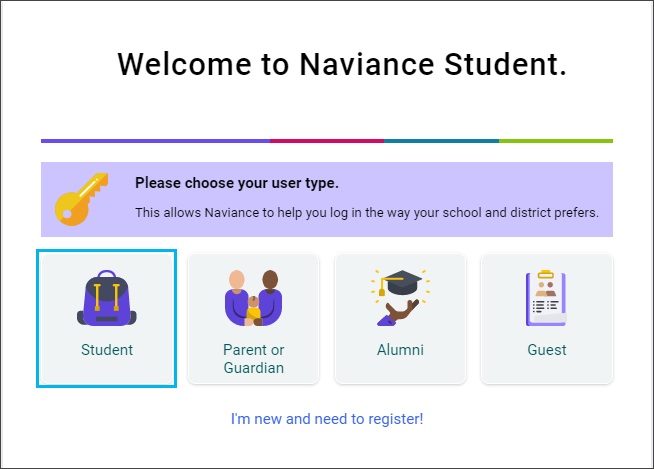 Welcome to Naviance Student.
Please choose your user type.
This allows Naviance to help you log in the way your school and district prefers.
Student
Parent or
Guardian
Alumni
Guest
I'm new and need to register!